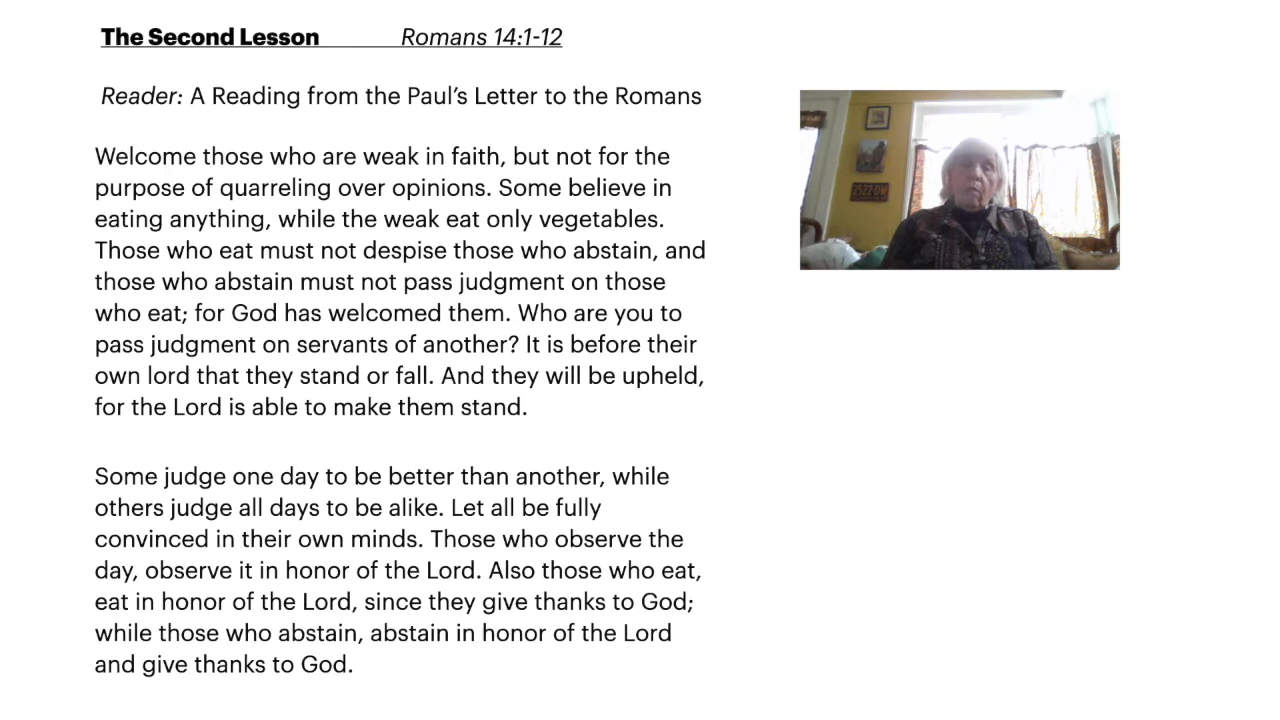 The Second Lesson Romans 14:1-12
Reader: A Reading from the Paul's Letter to the Romans
Welcome those who are weak in faith, but not for the
purpose of quarreling over opinions. Some believe in
eating anything, while the weak eat only vegetables.
Those who eat must not despise those who abstain, and
those who abstain must not pass judgment on those
who eat; for God has welcomed them. Who are you to
pass judgment on servants of another? It is before their
own lord that they stand or fall. And they will be upheld,
for the Lord is able to make them stand.
Some judge one day to be better than another, while
others judge all days to be alike. Let all be fully
convinced in their own minds. Those who observe the
day, observe it in honor of the Lord. Also those who eat,
eat in honor of the Lord, since they give thanks to God;
while those who abstain, abstain in honor of the Lord
and give thanks to God.